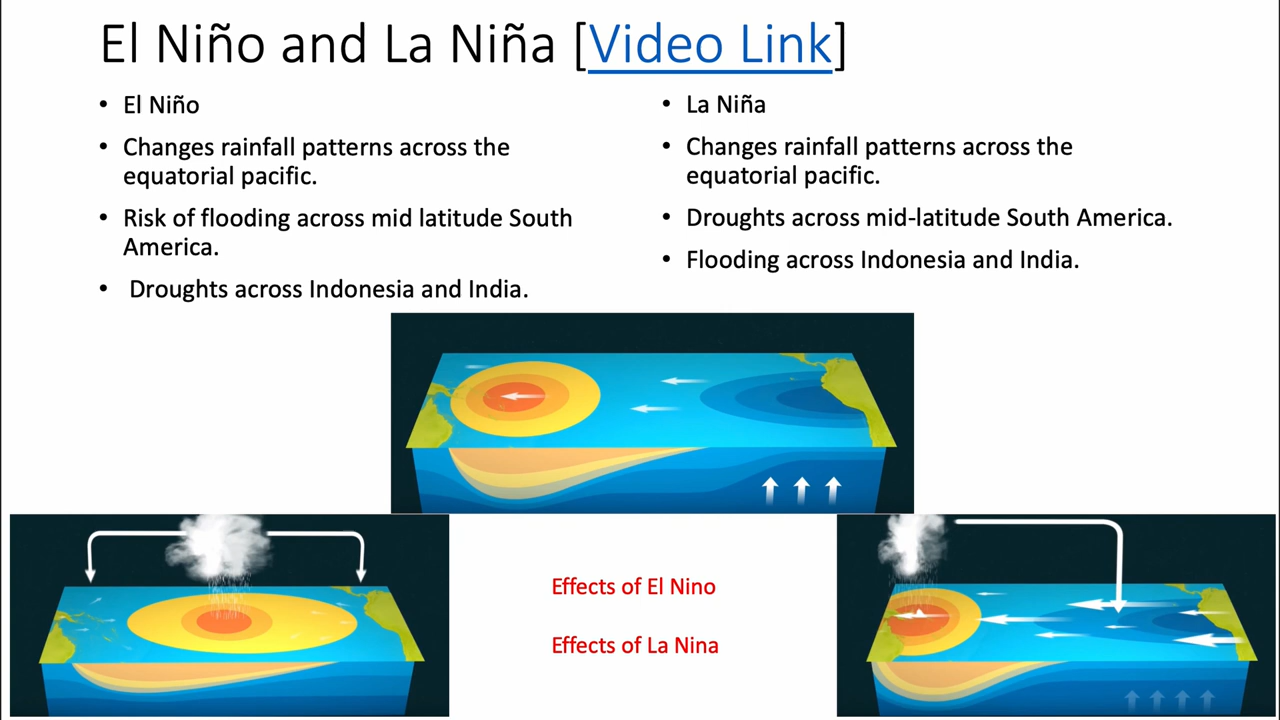 El Niño and La Niña [Video Link]
• El Niño
• Changes rainfall patterns across the
equatorial pacific.
• Risk of flooding across mid latitude South
America.
• Droughts across Indonesia and India.
• La Niña
• Changes rainfall patterns across the
equatorial pacific.
• Droughts across mid-latitude South America.
• Flooding across Indonesia and India.
Effects of El Nino
Effects of La Nina